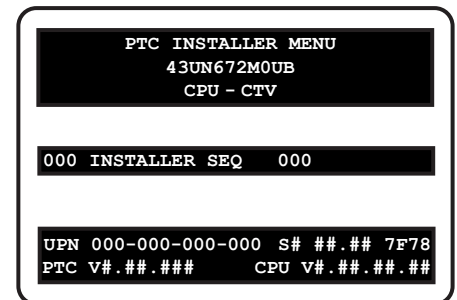 PTC INSTALLER MENU
43UN672M0UB
CPU – CTV
000 INSTALLER SEQ 000
UPN 000-000-000-000 S# ##.## 7F78
PTC V#.##.### CPU V#.##.##.##